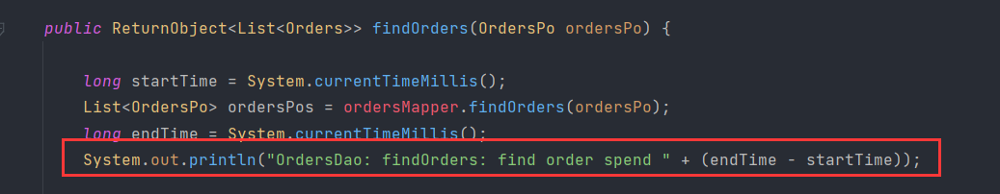 public ReturnObject<List<Orders>> findOrders(OrdersPo ordersPo) {
long startTime = System.currentTimeMillis();
List<OrdersPo> ordersPos = ordersMapper.findOrders(ordersPo);
long endTime = System.currentTimeMillis();
System.out.println("OrdersDao: findOrders: find order spend " + (endTime - startTime));